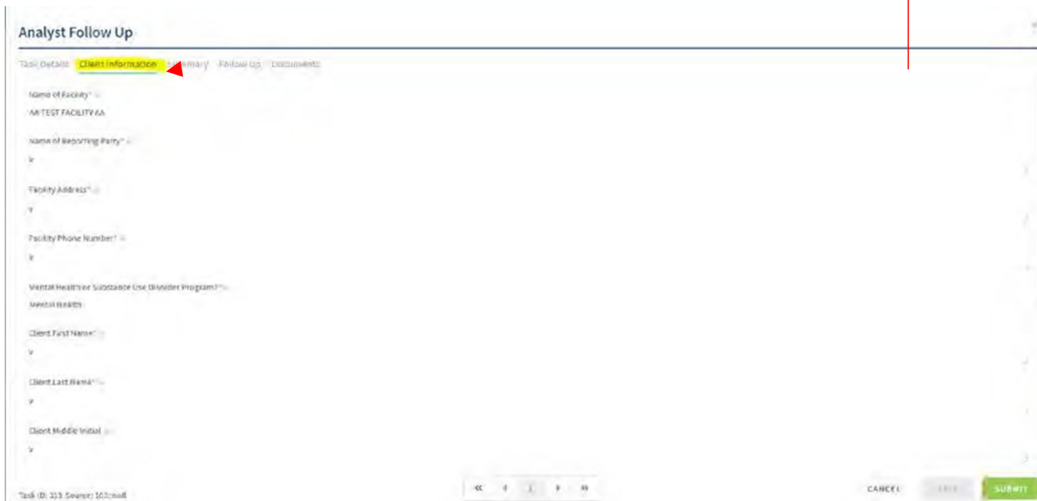 Analyst Follow Up
Task Details Client Information Summary Follow Up Documents
Name of Facility*
AA TEST FACILITY AA
Name of Reporting Party*
Facility Address*
Facility Phone Number*
Mental Health or Substance Use Disorder Program?*
Mental Health
Client First Name*
Client Last Name*
Client Middle Initial
1
CANCEL
SUBMIT